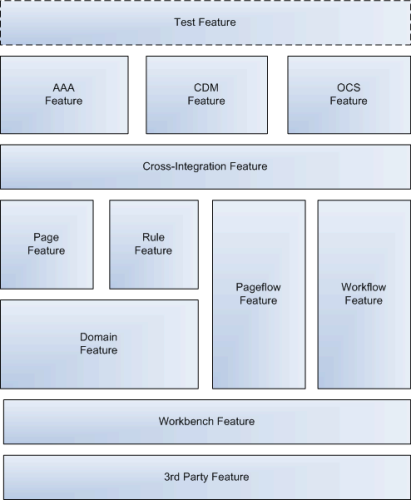 Test Feature
AAA
Feature
CDM
Feature
OCS
Feature
Cross-Integration Feature
Page
Feature
Rule
Feature
Pageflow
Feature
Workflow
Feature
Domain
Feature
Workbench Feature
3rd Party Feature